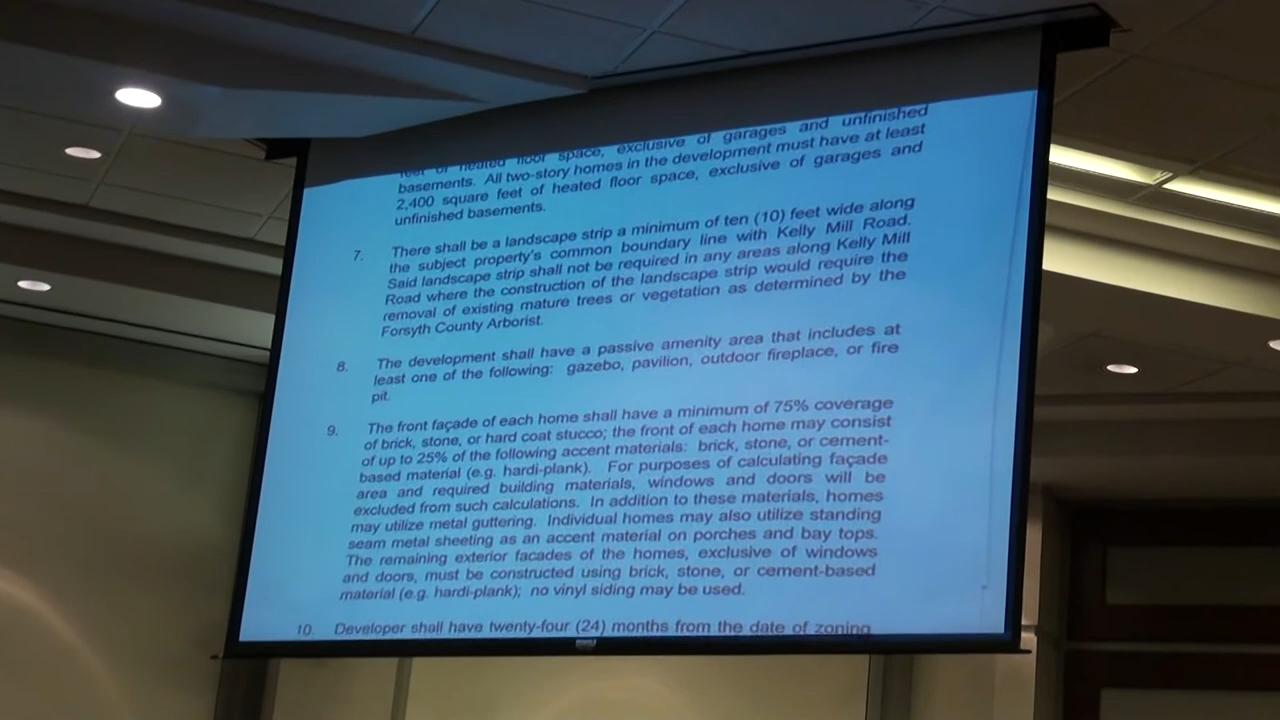 feet of heated floor space, exclusive of garages and unfinished
basements. All two-story homes in the development must have at least
2,400 square feet of heated floor space, exclusive of garages and
unfinished basements.
7. There shall be a landscape strip a minimum of ten (10) feet wide along
the subject property's common boundary line with Kelly Mill Road.
Said landscape strip shall not be required in any areas along Kelly Mill
Road where the construction of the landscape strip would require the
removal of existing mature trees or vegetation as determined by the
Forsyth County Arborist.
8. The development shall have a passive amenity area that includes at
least one of the following: gazebo, pavilion, outdoor fireplace, or fire
pit.
9. The front façade of each home shall have a minimum of 75% coverage
of brick, stone, or hard coat stucco; the front of each home may consist
of up to 25% of the following accent materials: brick, stone, or cement-
based material (e.g. hardi-plank). For purposes of calculating façade
area and required building materials, windows and doors will be
excluded from such calculations. In addition to these materials, homes
may utilize metal guttering. Individual homes may also utilize standing
seam metal sheeting as an accent material on porches and bay tops.
The remaining exterior facades of the homes, exclusive of windows
and doors, must be constructed using brick, stone, or cement-based
material (e.g. hardi-plank); no vinyl siding may be used.
10. Developer shall have twenty-four (24) months from the date of zoning